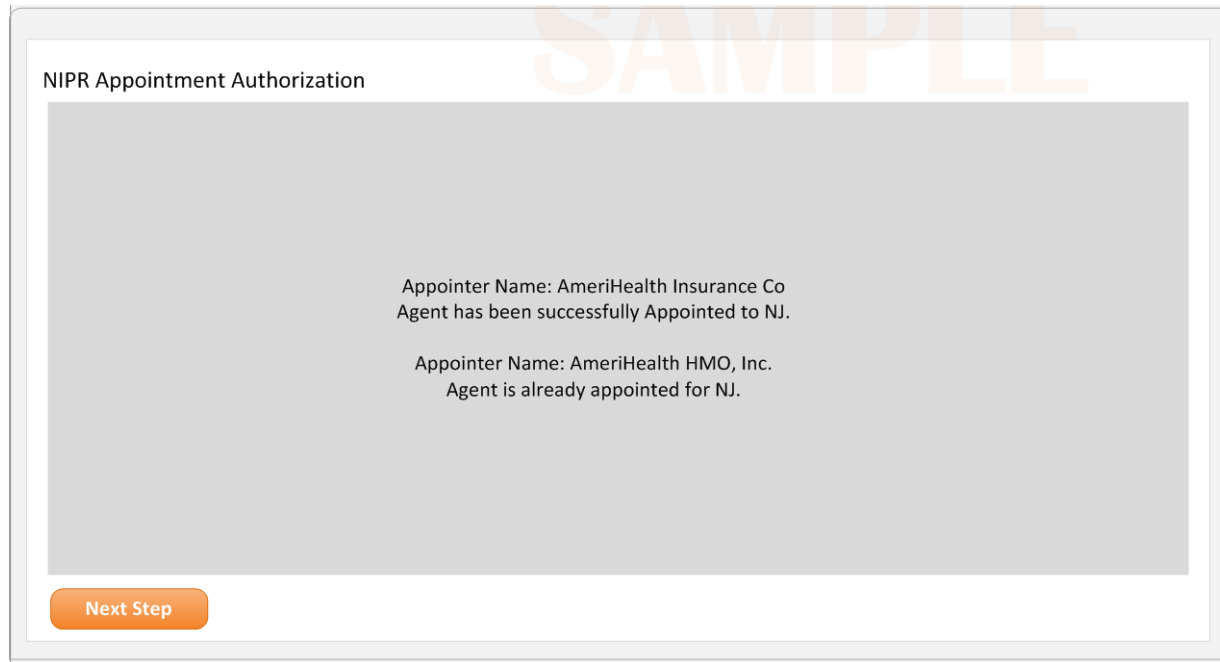 SAMPLE
NIPR Appointment Authorization
Appointer Name: AmeriHealth Insurance Co
Agent has been successfully Appointed to NJ.
Appointer Name: AmeriHealth HMO, Inc.
Agent is already appointed for NJ.
Next Step